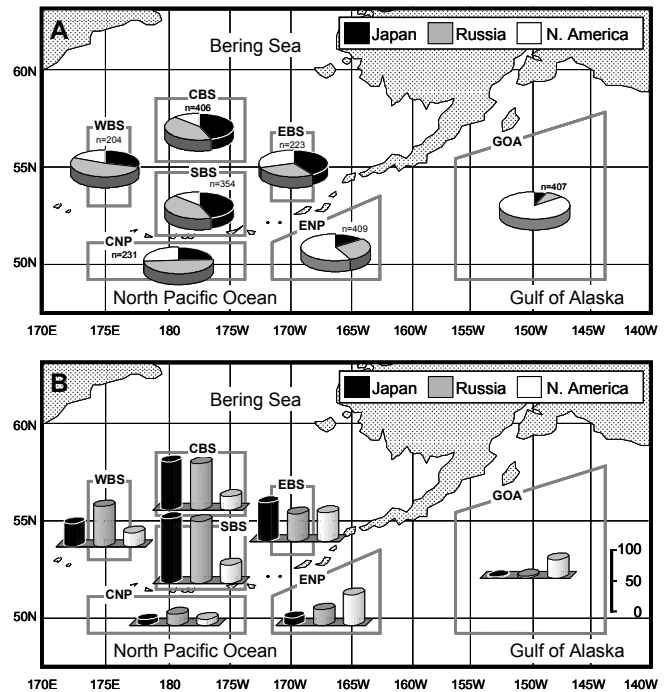 A
Japan Russia N. America
Bering Sea
60N
CBS
n=406
WBS
n=204
EBS
n=223
GOA
55N
SBS
n=354
n=407
ENP
n=409
CNP
n=231
50N
North Pacific Ocean
Gulf of Alaska
170E 175E 180 175W 170W 165W 160W 155W 150W 145W 140W
B
Japan Russia N. America
Bering Sea
60N
CBS
WBS
EBS
GOA
55N
SBS
100
ENP
50
CNP
0
50N
North Pacific Ocean
Gulf of Alaska
170E 175E 180 175W 170W 165W 160W 155W 150W 145W 140W